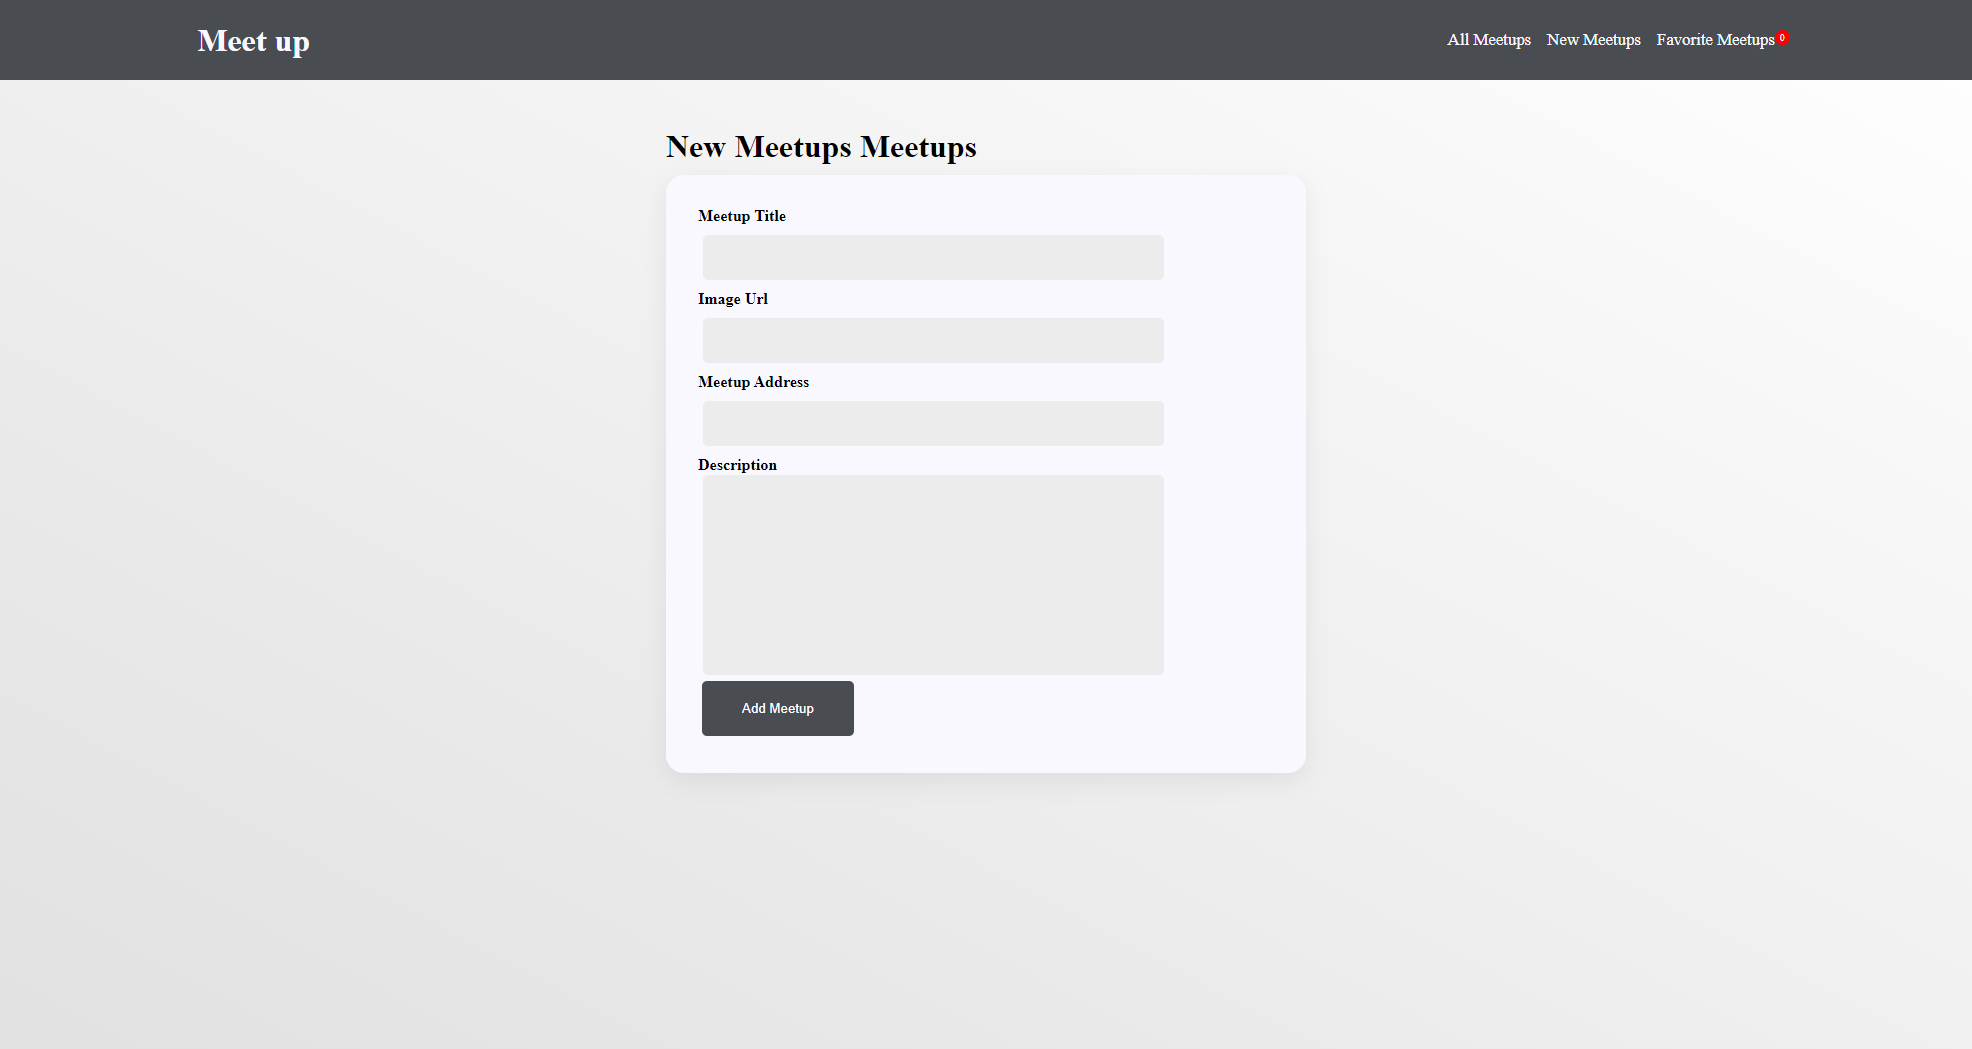 Meet up
All Meetups New Meetups Favorite Meetups 0
New Meetups Meetups
Meetup Title
Image Url
Meetup Address
Description
Add Meetup